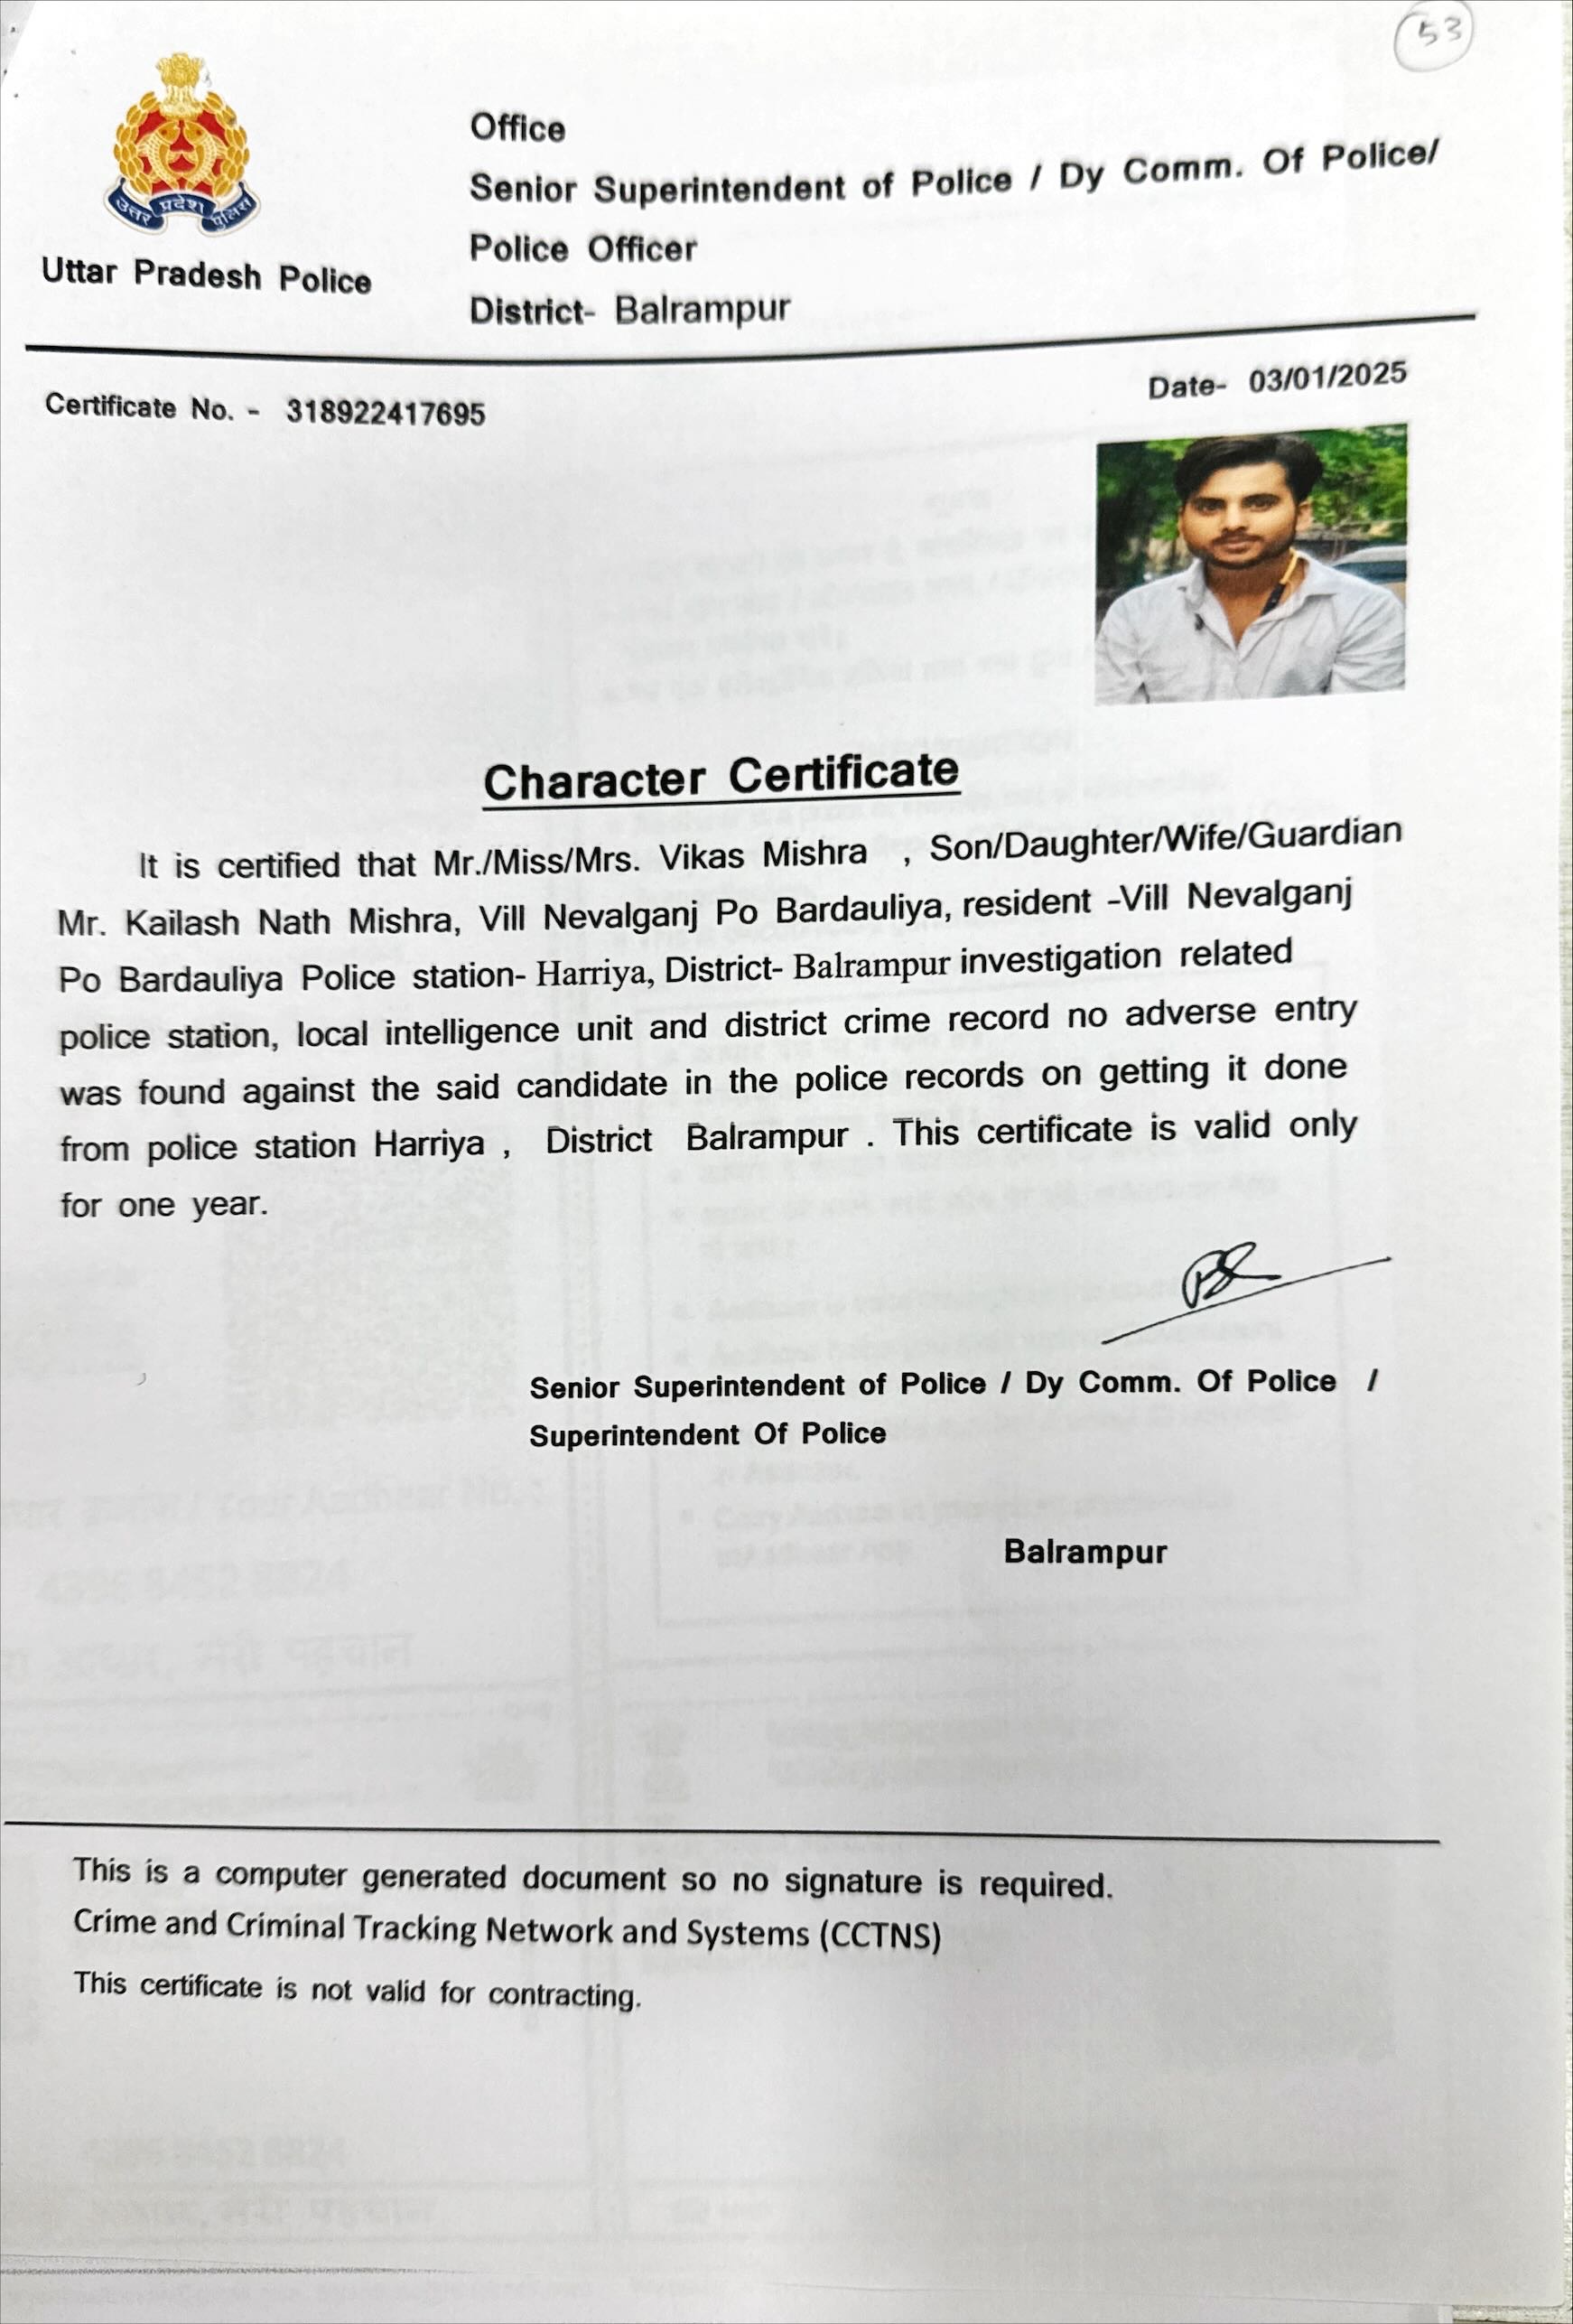 53
उत्तर प्रदेश पुलिस
Uttar Pradesh Police
Office
Senior Superintendent of Police / Dy Comm. Of Police/
Police Officer
District- Balrampur
Certificate No. - 318922417695
Date- 03/01/2025
Character Certificate
It is certified that Mr./Miss/Mrs. Vikas Mishra , Son/Daughter/Wife/Guardian
Mr. Kailash Nath Mishra, Vill Nevalganj Po Bardauliya, resident -Vill Nevalganj
Po Bardauliya Police station- Harriya, District- Balrampur investigation related
police station, local intelligence unit and district crime record no adverse entry
was found against the said candidate in the police records on getting it done
from police station Harriya , District Balrampur . This certificate is valid only
for one year.
Senior Superintendent of Police / Dy Comm. Of Police /
Superintendent Of Police
Balrampur
This is a computer generated document so no signature is required.
Crime and Criminal Tracking Network and Systems (CCTNS)
This certificate is not valid for contracting.